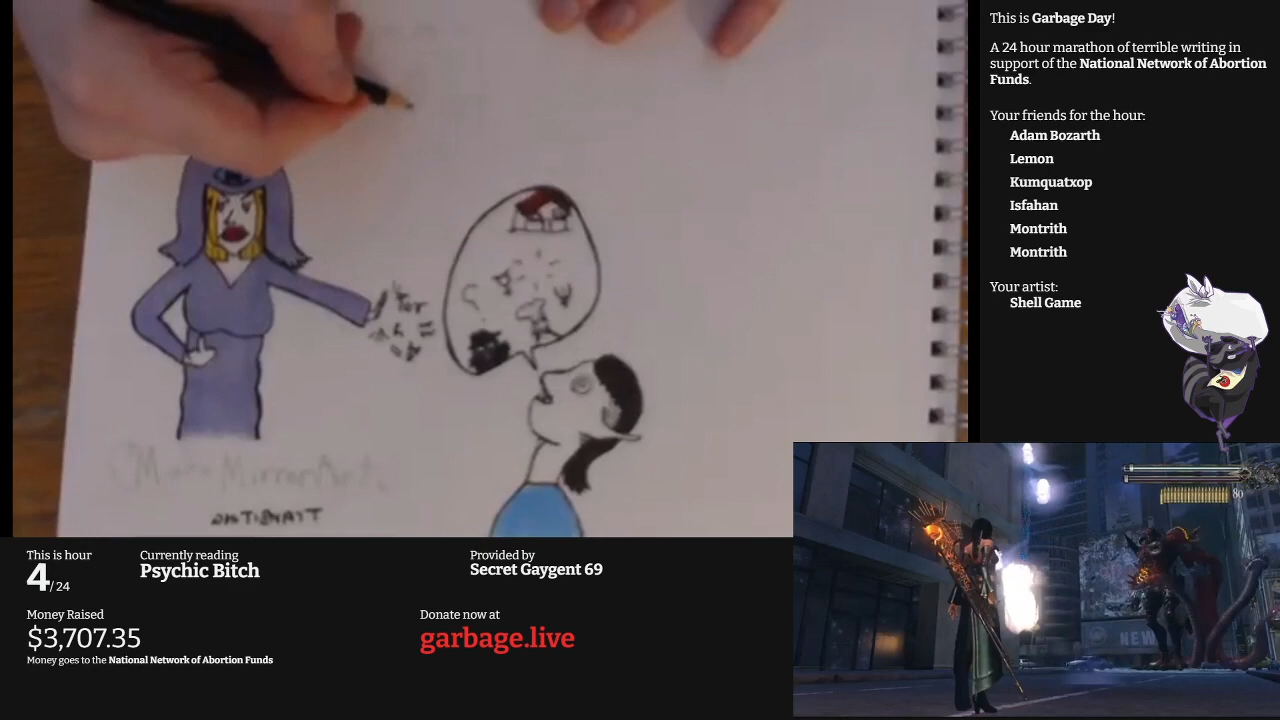 This is Garbage Day!
A 24 hour marathon of terrible writing in
support of the National Network of Abortion
Funds.
Your friends for the hour:
Adam Bozarth
Lemon
Kumquatxop
Isfahan
Montrith
Montrith
Your artist:
Shell Game
80
NEW
This is hour
4/ 24
Currently reading
Psychic Bitch
Provided by
Secret Gaygent 69
Money Raised
$3,707.35
Money goes to the National Network of Abortion Funds
Donate now at
garbage.live